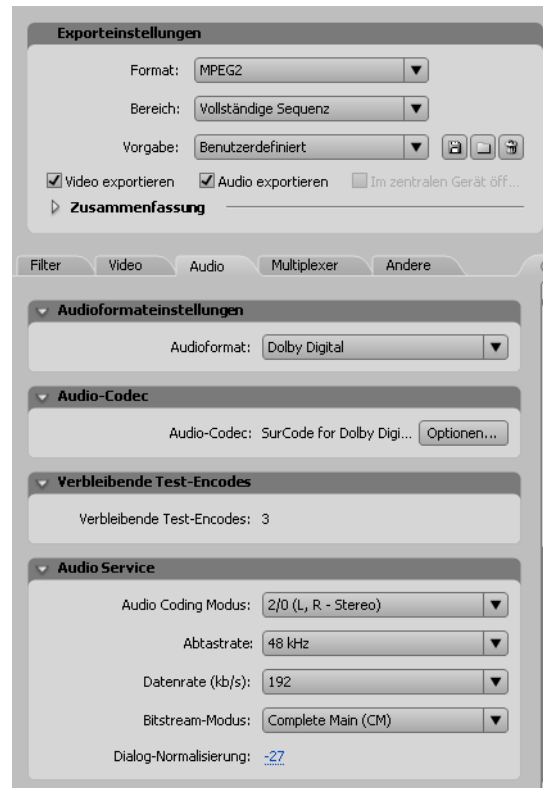 Exporteinstellungen
Format: MPEG2
Bereich: Vollständige Sequenz
Vorgabe: Benutzerdefiniert
Video exportieren Audio exportieren Im zentralen Gerät öff...
Zusammenfassung
Filter Video Audio Multiplexer Andere
Audioformateinstellungen
Audioformat: Dolby Digital
Audio-Codec
Audio-Codec: SurCode for Dolby Digi... Optionen...
Verbleibende Test-Encodes
Verbleibende Test-Encodes: 3
Audio Service
Audio Coding Modus: 2/0 (L, R - Stereo)
Abtastrate: 48 kHz
Datenrate (kb/s): 192
Bitstream-Modus: Complete Main (CM)
Dialog-Normalisierung: -27